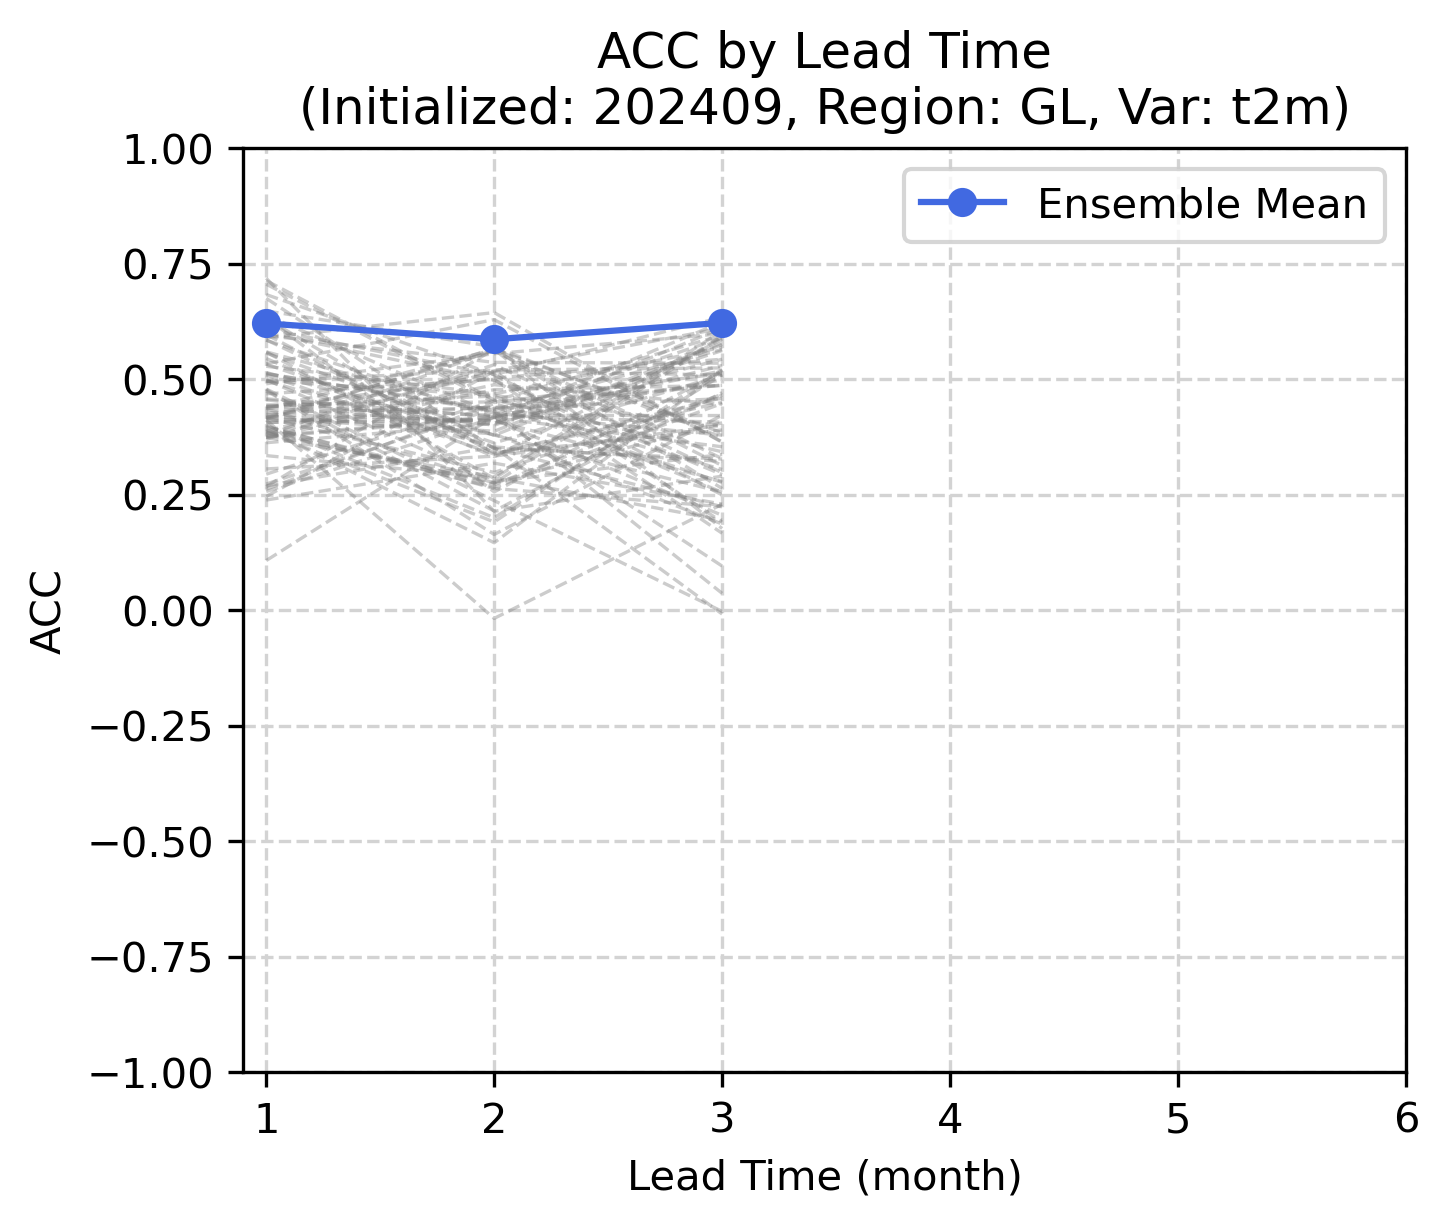 ACC by Lead Time
(Initialized: 202409, Region: GL, Var: t2m)
Ensemble Mean
1.00
0.75
0.50
0.25
0.00
−0.25
−0.50
−0.75
−1.00
ACC
1 2 3 4 5 6
Lead Time (month)